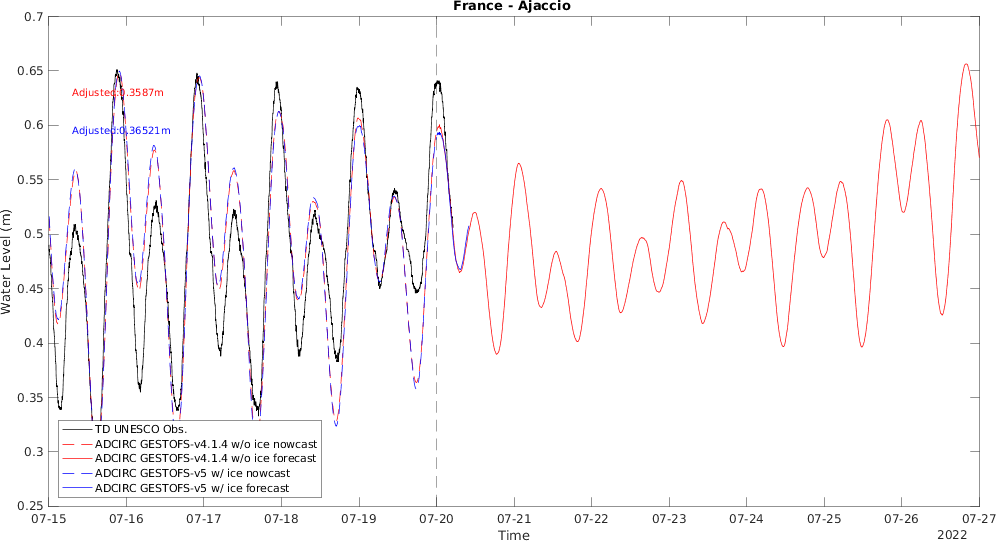 France - Ajaccio
0.7
0.65
0.6
0.55
0.5
0.45
0.4
0.35
0.3
0.25
Water Level (m)
Adjusted:0.3587m
Adjusted:0.36521m
TD UNESCO Obs.
ADCIRC GESTOFS-v4.1.4 w/o ice nowcast
ADCIRC GESTOFS-v4.1.4 w/o ice forecast
ADCIRC GESTOFS-v5 w/ ice nowcast
ADCIRC GESTOFS-v5 w/ ice forecast
07-15 07-16 07-17 07-18 07-19 07-20 07-21 07-22 07-23 07-24 07-25 07-26 07-27
Time
2022